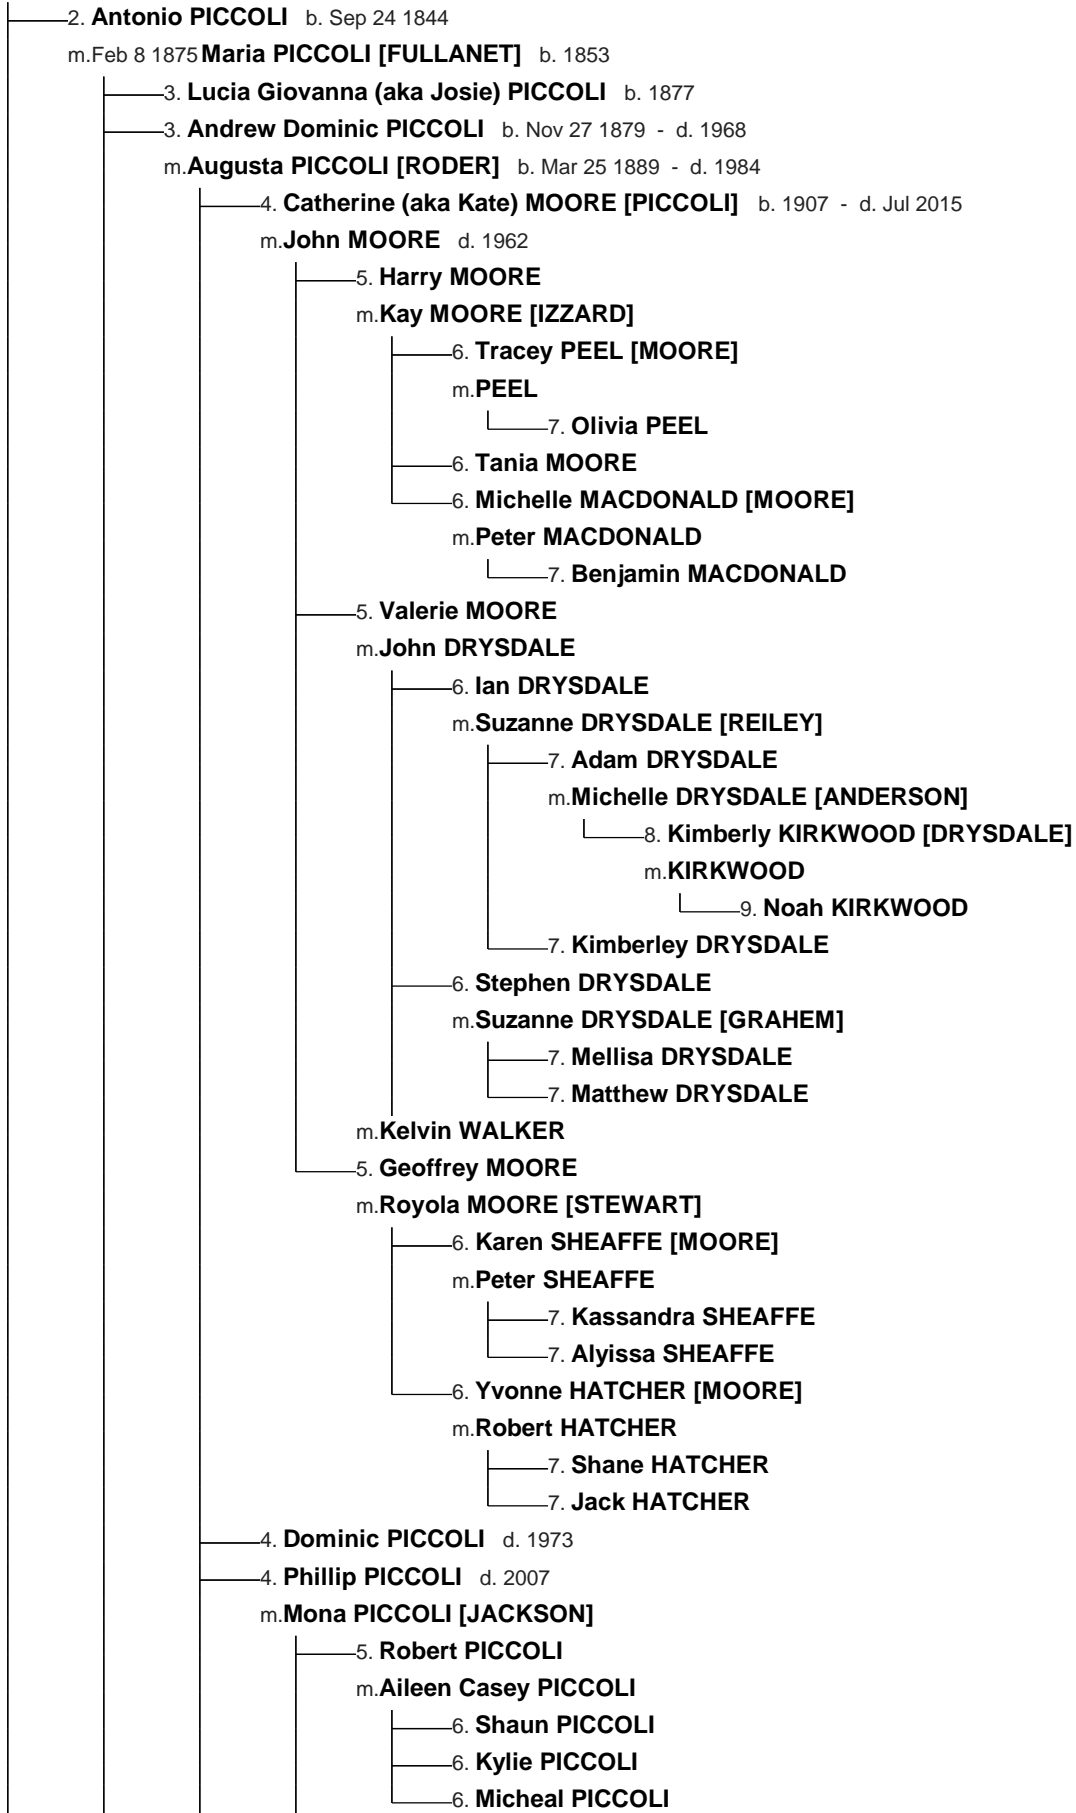 2. Antonio PICCOLI b. Sep 24 1844
m.Feb 8 1875 Maria PICCOLI [FULLANET] b. 1853
3. Lucia Giovanna (aka Josie) PICCOLI b. 1877
3. Andrew Dominic PICCOLI b. Nov 27 1879 - d. 1968
m.Augusta PICCOLI [RODER] b. Mar 25 1889 - d. 1984
4. Catherine (aka Kate) MOORE [PICCOLI] b. 1907 - d. Jul 2015
m.John MOORE d. 1962
5. Harry MOORE
m.Kay MOORE [IZZARD]
6. Tracey PEEL [MOORE]
m.PEEL
7. Olivia PEEL
6. Tania MOORE
6. Michelle MACDONALD [MOORE]
m.Peter MACDONALD
7. Benjamin MACDONALD
5. Valerie MOORE
m.John DRYSDALE
6. Ian DRYSDALE
m.Suzanne DRYSDALE [REILEY]
7. Adam DRYSDALE
m.Michelle DRYSDALE [ANDERSON]
8. Kimberly KIRKWOOD [DRYSDALE]
m.KIRKWOOD
9. Noah KIRKWOOD
7. Kimberley DRYSDALE
6. Stephen DRYSDALE
m.Suzanne DRYSDALE [GRAHEM]
7. Mellisa DRYSDALE
7. Matthew DRYSDALE
m.Kelvin WALKER
5. Geoffrey MOORE
m.Royola MOORE [STEWART]
6. Karen SHEAFFE [MOORE]
m.Peter SHEAFFE
7. Kassandra SHEAFFE
7. Alyissa SHEAFFE
6. Yvonne HATCHER [MOORE]
m.Robert HATCHER
7. Shane HATCHER
7. Jack HATCHER
4. Dominic PICCOLI d. 1973
4. Phillip PICCOLI d. 2007
m.Mona PICCOLI [JACKSON]
5. Robert PICCOLI
m.Aileen Casey PICCOLI
6. Shaun PICCOLI
6. Kylie PICCOLI
6. Micheal PICCOLI